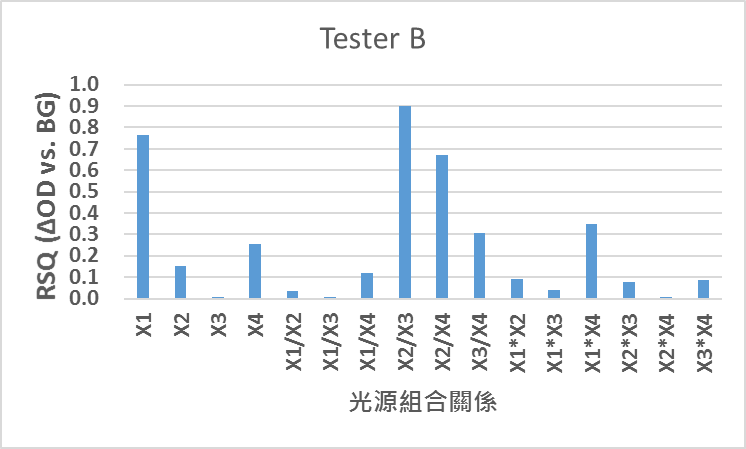 Tester B
RSQ (ΔOD vs. BG)
1.0
0.9
0.8
0.7
0.6
0.5
0.4
0.3
0.2
0.1
0.0
X1
X2
X3
X4
X1/X2
X1/X3
X1/X4
X2/X3
X2/X4
X3/X4
X1*X2
X1*X3
X1*X4
X2*X3
X2*X4
X3*X4
光源組合關係